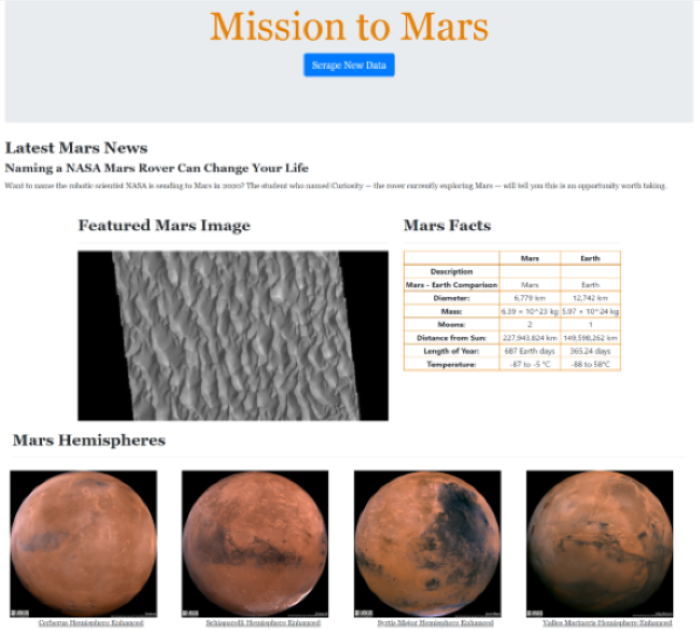 Mission to Mars
Scrape New Data
Latest Mars News
Naming a NASA Mars Rover Can Change Your Life
Want to name the robotic scientist NASA is sending to Mars in 2020? The student who named Curiosity — the rover currently exploring Mars — will tell you this is an opportunity worth taking.
Featured Mars Image
Mars Facts
Mars Earth
Description
Mars - Earth Comparison Mars Earth
Diameter: 6,779 km 12,742 km
Mass: 6.39 × 10^23 kg 5.97 × 10^24 kg
Moons: 2 1
Distance from Sun: 227,943,824 km 149,598,262 km
Length of Year: 687 Earth days 365.24 days
Temperature: -87 to -5 °C -88 to 58°C
Mars Hemispheres
Cerberus Hemisphere Enhanced
Schiaparelli Hemisphere Enhanced
Syrtis Major Hemisphere Enhanced
Valles Marineris Hemisphere Enhanced